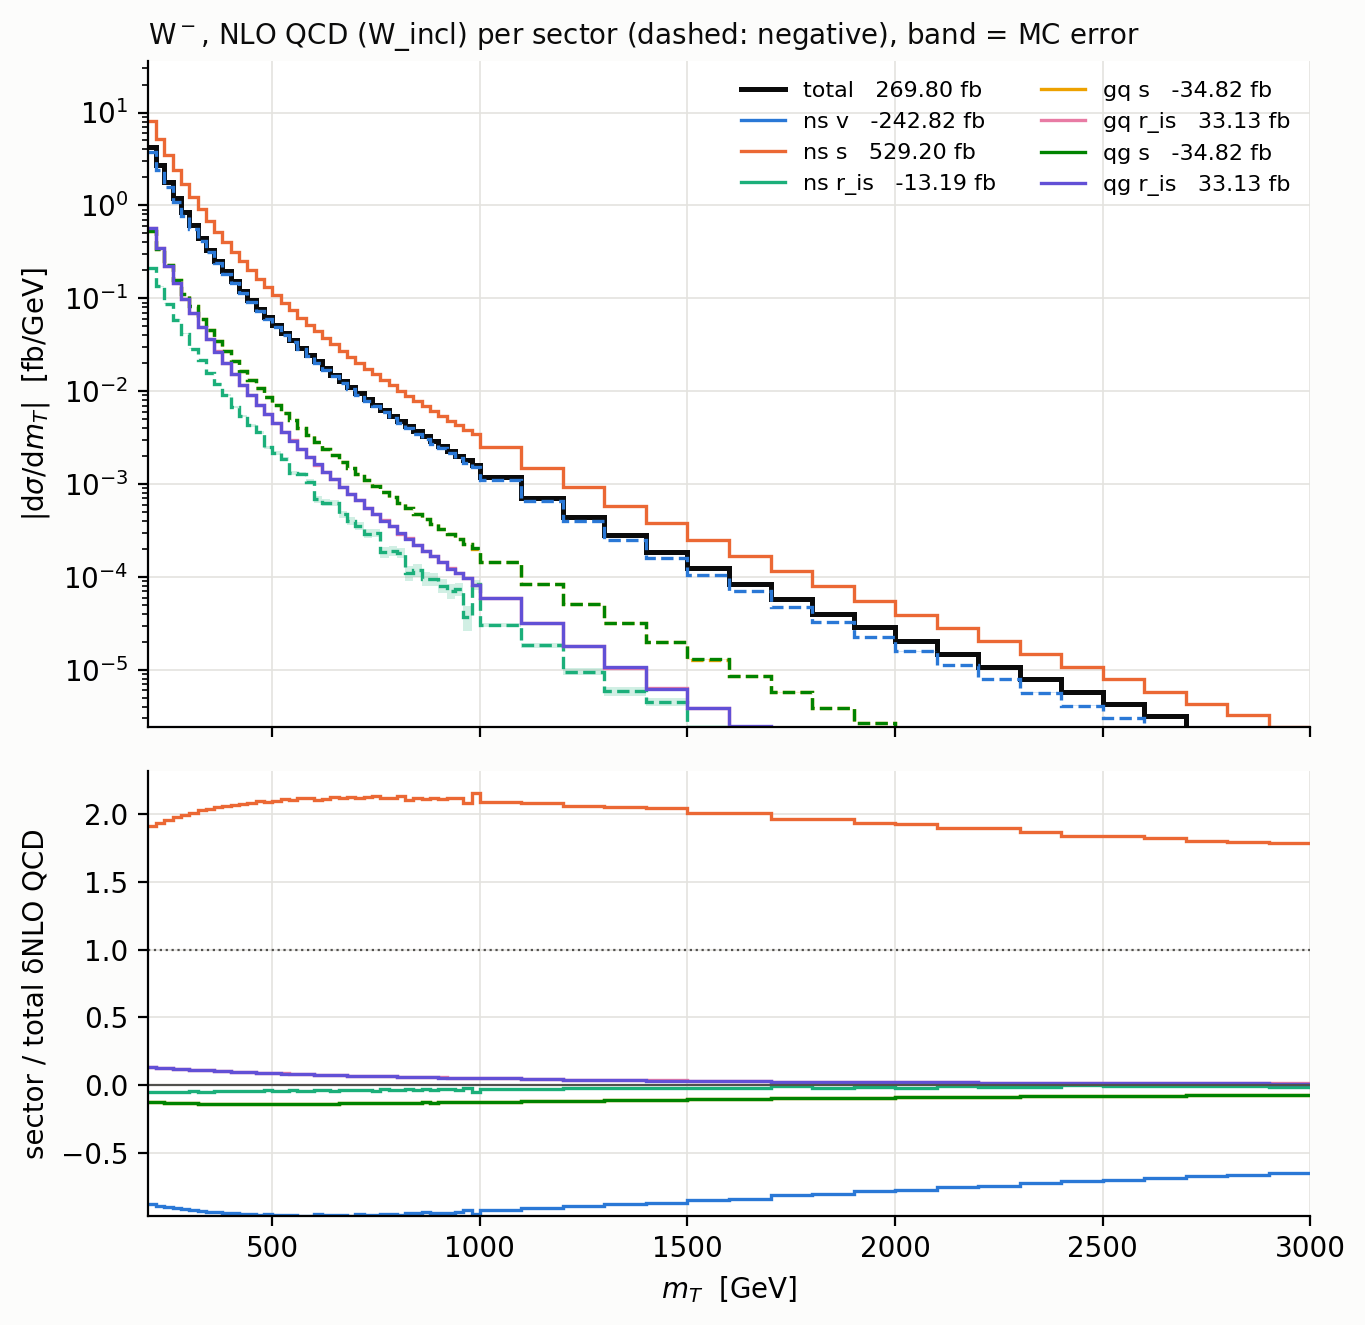 W⁻, NLO QCD (W_incl) per sector (dashed: negative), band = MC error
total 269.80 fb
ns v -242.82 fb
ns s 529.20 fb
ns r_is -13.19 fb
gq s -34.82 fb
gq r_is 33.13 fb
qg s -34.82 fb
qg r_is 33.13 fb
|dσ/dm_T| [fb/GeV]
10¹
10⁰
10⁻¹
10⁻²
10⁻³
10⁻⁴
10⁻⁵
sector / total δNLO QCD
2.0
1.5
1.0
0.5
0.0
−0.5
500
1000
1500
2000
2500
3000
m_T [GeV]